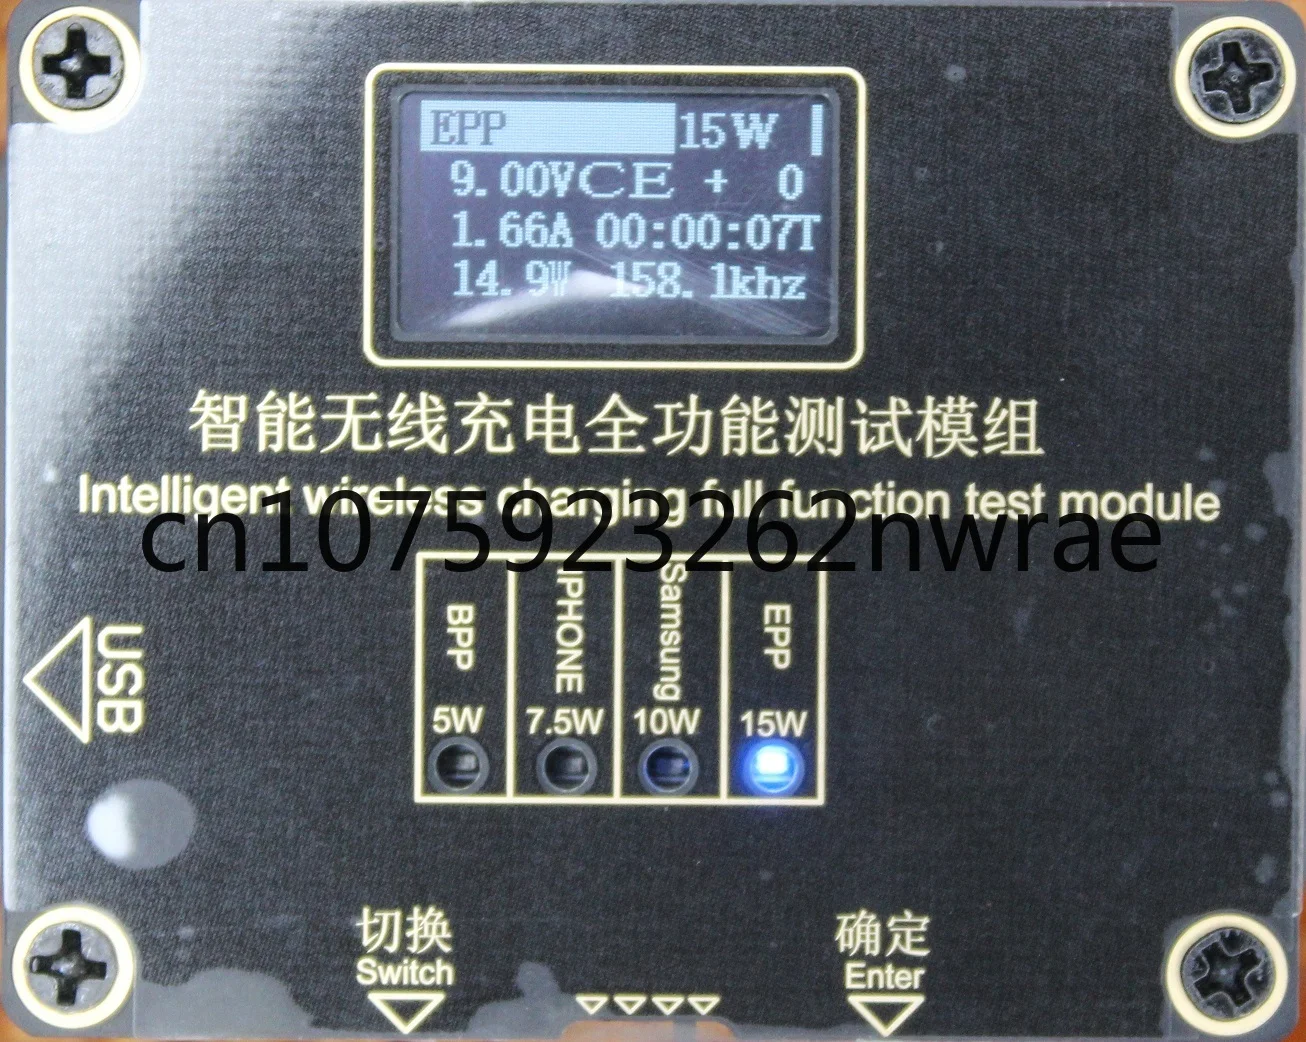 EPP 15W
9.00V CE + 0
1.66A 00:00:07T
14.9W 158.1khz
智能无线充电全功能测试模组
Intelligent wireless charging full function test module
cn1075923262nwrae
BPP
IPHONE
Samsung
EPP
5W 7.5W 10W 15W
USB
切换 确定
Switch Enter